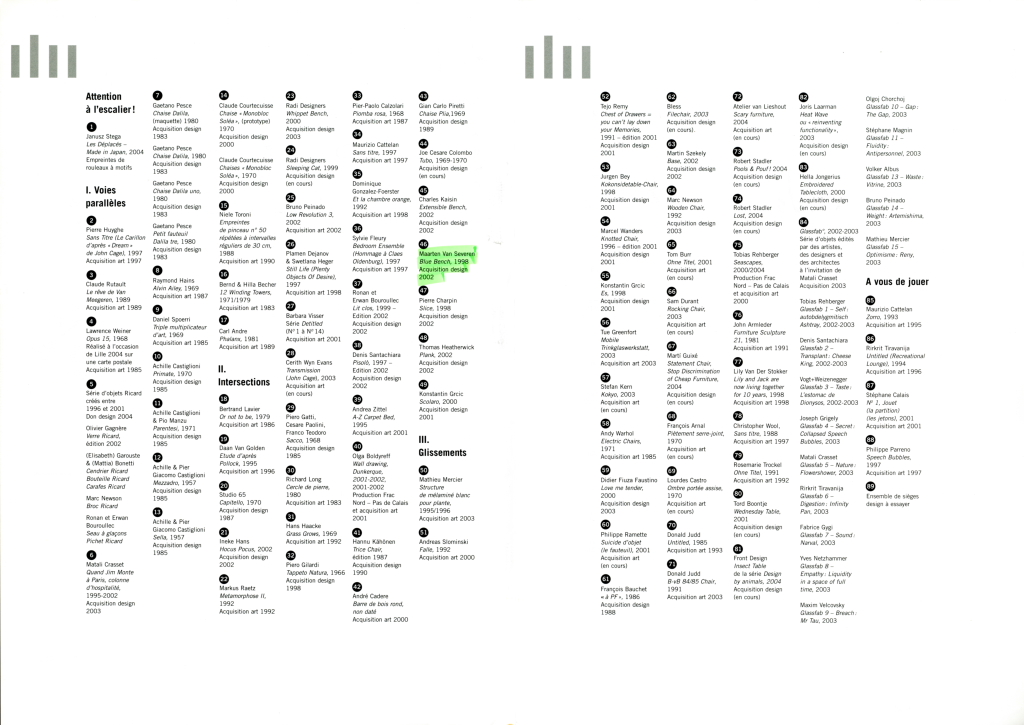 Attention
à l'escalier!
1
Janusz Stega
Les Déplacés –
Made in Japan, 2004
Empreintes de
rouleaux à motifs
I. Voies
parallèles
2
Pierre Huyghe
Sans Titre (Le Carillon
d'après « Dream »
de John Cage), 1997
Acquisition art 1997
3
Claude Rutault
Le rêve de Van
Meegeren, 1989
Acquisition art 1989
4
Lawrence Weiner
Opus 15, 1968
Réalisé à l'occasion
de Lille 2004 sur
une carte postale
Acquisition art 1985
5
Série d'objets Ricard
créés entre
1996 et 2001
Don design 2004
Olivier Gagnère
Verre Ricard,
édition 2002
(Elisabeth) Garouste
& (Mattia) Bonetti
Cendrier Ricard
Bouteille Ricard
Carafes Ricard
Marc Newson
Broc Ricard
Ronan et Erwan
Bouroullec
Seau à glaçons
Pichet Ricard
6
Matali Crasset
Quand Jim Monte
à Paris, colonne
d'hospitalité,
1995-2002
Acquisition design
2003
7
Gaetano Pesce
Chaise Dalila,
(maquette) 1980
Acquisition design
1983
Gaetano Pesce
Chaise Dalila, 1980
Acquisition design
1983
Gaetano Pesce
Chaise Dalila uno,
1980
Acquisition design
1983
Gaetano Pesce
Petit fauteuil
Dalila tre, 1980
Acquisition design
1983
8
Raymond Hains
Alvin Ailey, 1969
Acquisition art 1987
9
Daniel Spoerri
Triple multiplicateur
d'art, 1969
Acquisition art 1985
10
Achille Castiglioni
Primate, 1970
Acquisition design
1985
11
Achille Castiglioni
& Pio Manzu
Parentesi, 1971
Acquisition design
1985
12
Achille & Pier
Giacomo Castiglioni
Mezzadro, 1957
Acquisition design
1985
13
Achille & Pier
Giacomo Castiglioni
Sella, 1957
Acquisition design
1985
14
Claude Courtecuisse
Chaise « Monobloc
Soléa », (prototype)
1970
Acquisition design
2000
Claude Courtecuisse
Chaises « Monobloc
Soléa », 1970
Acquisition design
2000
15
Niele Toroni
Empreintes
de pinceau n° 50
répétées à intervalles
réguliers de 30 cm,
1988
Acquisition art 1990
16
Bernd & Hilla Becher
12 Winding Towers,
1971/1979
Acquisition art 1983
17
Carl Andre
Phalanx, 1981
Acquisition art 1989
II.
Intersections
18
Bertrand Lavier
Or not to be, 1979
Acquisition art 1986
19
Daan Van Golden
Etude d'après
Pollock, 1995
Acquisition art 1996
20
Studio 65
Capitello, 1970
Acquisition design
1987
21
Ineke Hans
Hocus Pocus, 2002
Acquisition design
2002
22
Markus Raetz
Metamorphose II,
1992
Acquisition art 1992
23
Radi Designers
Whippet Bench,
2000
Acquisition design
2003
24
Radi Designers
Sleeping Cat, 1999
Acquisition design
(en cours)
25
Bruno Peinado
Low Revolution 3,
2002
Acquisition art 2002
26
Plamen Dejanov
& Swetlana Heger
Still Life (Plenty
Objects Of Desire),
1997
Acquisition art 1998
27
Barbara Visser
Série Detitled
(N° 1 à N° 14)
Acquisition art 2001
28
Cerith Wyn Evans
Transmission
(John Cage), 2003
Acquisition art
(en cours)
29
Piero Gatti,
Cesare Paolini,
Franco Teodoro
Sacco, 1968
Acquisition design
1985
30
Richard Long
Cercle de pierre,
1980
Acquisition art 1983
31
Hans Haacke
Grass Grows, 1969
Acquisition art 1992
32
Piero Gilardi
Tappeto Natura, 1966
Acquisition design
1998
33
Pier-Paolo Calzolari
Piomba rosa, 1968
Acquisition art 1987
34
Maurizio Cattelan
Sans titre, 1997
Acquisition art 1997
35
Dominique
Gonzalez-Foerster
Et la chambre orange,
1992
Acquisition art 1998
36
Sylvie Fleury
Bedroom Ensemble
(Hommage à Claes
Oldenburg), 1997
Acquisition art 1997
37
Ronan et
Erwan Bouroullec
Lit clos, 1999 –
Edition 2002
Acquisition design
2002
38
Denis Santachiara
Pisolò, 1997 –
Edition 2002
Acquisition design
2002
39
Andrea Zittel
A-Z Carpet Bed,
1995
Acquisition art 2001
40
Olga Boldyreff
Wall drawing,
Dunkerque,
2001-2002,
2001-2002
Production Frac
Nord – Pas de Calais
et acquisition art
2001
41
Hannu Kähönen
Trice Chair,
édition 1987
Acquisition design
1990
42
André Cadere
Barre de bois rond,
non daté
Acquisition art 2000
43
Gian Carlo Piretti
Chaise Plia,1969
Acquisition design
1989
44
Joe Cesare Colombo
Tubo, 1969-1970
Acquisition design
(en cours)
45
Charles Kaisin
Extensible Bench,
2002
Acquisition design
2002
46
Maarten Van Severen
Blue Bench, 1998
Acquisition design
2002
47
Pierre Charpin
Slice, 1998
Acquisition design
2002
48
Thomas Heatherwick
Plank, 2002
Acquisition design
2002
49
Konstantin Grcic
Scolaro, 2000
Acquisition design
2001
III.
Glissements
50
Mathieu Mercier
Structure
de mélaminé blanc
pour plante,
1995/1996
Acquisition art 2003
51
Andreas Slominski
Falle, 1992
Acquisition art 2000
52
Tejo Remy
Chest of Drawers =
you can't lay down
your Memories,
1991 – édition 2001
Acquisition design
2001
53
Jurgen Bey
Kokonsidetable-Chair,
1998
Acquisition design
2001
54
Marcel Wanders
Knotted Chair,
1996 – édition 2001
Acquisition design
2001
55
Konstantin Grcic
Es, 1998
Acquisition design
2001
56
Tue Greenfort
Mobile
Trinkglaswerkstatt,
2003
Acquisition art 2003
57
Stefan Kern
Kokyo, 2003
Acquisition art
(en cours)
58
Andy Warhol
Electric Chairs,
1971
Acquisition art 1985
59
Didier Fiuza Faustino
Love me tender,
2000
Acquisition art
(en cours)
60
Philippe Ramette
Suicide d'objet
(le fauteuil), 2001
Acquisition art
(en cours)
61
François Bauchet
« à PF », 1986
Acquisition design
1988
62
Bless
Fliechair, 2003
Acquisition design
(en cours).
63
Martin Szekely
Base, 2002
Acquisition design
(en cours)
64
Marc Newson
Wooden Chair,
1992
Acquisition design
2003
65
Tom Burr
Ohne Titel, 2001
Acquisition art
(en cours)
66
Sam Durant
Rocking Chair,
2003
Acquisition art
(en cours)
67
Martí Guixé
Statement Chair,
Stop Discrimination
of Cheap Furniture,
2004
Acquisition design
(en cours)
68
François Arnal
Piètement serre-joint,
1970
Acquisition art
(en cours)
69
Lourdes Castro
Ombre portée assise,
1970
Acquisition art
(en cours)
70
Donald Judd
Untitled, 1985
Acquisition art 1993
71
Donald Judd
B-vB 84/85 Chair,
1991
Acquisition art 2003
72
Atelier van Lieshout
Scary furniture,
2004
Acquisition art
(en cours)
73
Robert Stadler
Pools & Pouf ! 2004
Acquisition art
(en cours)
74
Robert Stadler
Lost, 2004
Acquisition art
(en cours)
75
Tobias Rehberger
Seascapes,
2000/2004
Production Frac
Nord – Pas de Calais
et acquisition art
2000
76
John Armleder
Furniture Sculpture
21, 1981
Acquisition art 1991
77
Lily Van Der Stokker
Lily and Jack are
now living together
for 10 years, 1998
Acquisition art 1998
78
Christopher Wool,
Sans titre, 1988
Acquisition art 1997
79
Rosemarie Trockel
Ohne Titel, 1991
Acquisition art 1992
80
Tord Boontje
Wednesday Table,
2001
Acquisition design
(en cours)
81
Front Design
Insect Table
de la série Design
by animals, 2004
Acquisition design
(en cours)
82
Joris Laarman
Heat Wave
ou « reinventing
functionality »,
2003
Acquisition design
(en cours)
83
Hella Jongerius
Embroidered
Tablecloth, 2000
Acquisition design
(en cours)
84
Glassfab*, 2002-2003
Série d'objets édités
par des artistes,
des designers et
des architectes
à l'invitation de
Matali Crasset
Acquisition design
2003
Tobias Rehberger
Glassfab 1 – Self :
autobdelygmitisch
Ashtray, 2002-2003
Denis Santachiara
Glassfab 2 –
Transplant : Cheese
King, 2002-2003
Vogt+Weizenegger
Glassfab 3 – Taste :
L'estomac de
Dionysos, 2002-2003
Joseph Grigely
Glassfab 4 – Secret :
Collapsed Speech
Bubbles, 2003
Matali Crasset
Glassfab 5 – Nature :
Flowershower, 2003
Rirkrit Tiravanija
Glassfab 6 –
Digestion : Infinity
Pan, 2003
Fabrice Gygi
Glassfab 7 – Sound :
Nanaï, 2003
Yves Netzhammer
Glassfab 8 –
Empathy : Liquidity
in a space of full
time, 2003
Maxim Velcovsky
Glassfab 9 – Breach :
Mr Tau, 2003
Olgoj Chorchoj
Glassfab 10 – Gap :
The Gap, 2003
Stéphane Magnin
Glassfab 11 –
Fluidity :
Antipersonnel, 2003
Volker Albus
Glassfab 13 – Waste :
Vitrine, 2003
Bruno Peinado
Glassfab 14 –
Weight : Artemishima,
2003
Mathieu Mercier
Glassfab 15 –
Optimisme : Reny,
2003
A vous de jouer
85
Maurizio Cattelan
Zorro, 1993
Acquisition art 1995
86
Rirkrit Tiravanija
Untitled (Recreational
Lounge), 1994
Acquisition art 1996
87
Stéphane Calais
N° 1, Jouet
(la partition)
(les jetons), 2001
Acquisition art 2001
88
Philippe Parreno
Speech Bubbles,
1997
Acquisition art 1997
89
Ensemble de sièges
design à essayer